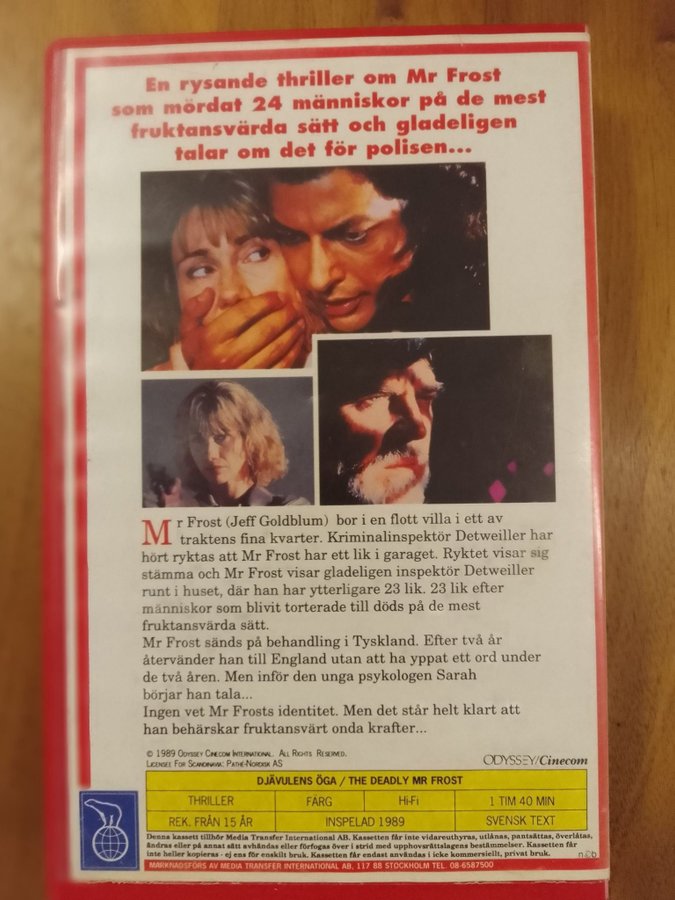 En rysande thriller om Mr Frost
som mördat 24 människor på de mest
fruktansvärda sätt och gladeligen
talar om det för polisen...
Mr Frost (Jeff Goldblum) bor i en flott villa i ett av
traktens fina kvarter. Kriminalinspektör Detweiller har
hört ryktas att Mr Frost har ett lik i garaget. Ryktet visar sig
stämma och Mr Frost visar gladeligen inspektör Detweiller
runt i huset, där han har ytterligare 23 lik. 23 lik efter
människor som blivit torterade till döds på de mest
fruktansvärda sätt.
Mr Frost sänds på behandling i Tyskland. Efter två år
återvänder han till England utan att ha yppat ett ord under
de två åren. Men inför den unga psykologen Sarah
börjar han tala...
Ingen vet Mr Frosts identitet. Men det står helt klart att
han behärskar fruktansvärt onda krafter...
© 1989 Odyssey Cinecom International. All Rights Reserved.
Licensee For Scandinavia: Pathe-Nordisk AS
ODYSSEY/Cinecom
DJÄVULENS ÖGA / THE DEADLY MR FROST
THRILLER FÄRG Hi-Fi 1 TIM 40 MIN
REK. FRÅN 15 ÅR INSPELAD 1989 SVENSK TEXT
Denna kassett tillhör Media Transfer International AB. Kassetten får inte vidareuthyras, utlånas, pantsättas, överlåtas,
ändras eller på annat sätt avhändas eller förfogas över i strid med upphovsrättslagens bestämmelser. Kassetten får
inte heller kopieras - ej ens för enskilt bruk. Kassetten får endast användas i icke kommersiellt, privat bruk.
MARKNADSFÖRS AV MEDIA TRANSFER INTERNATIONAL AB, 117 88 STOCKHOLM TEL. 08-6587500